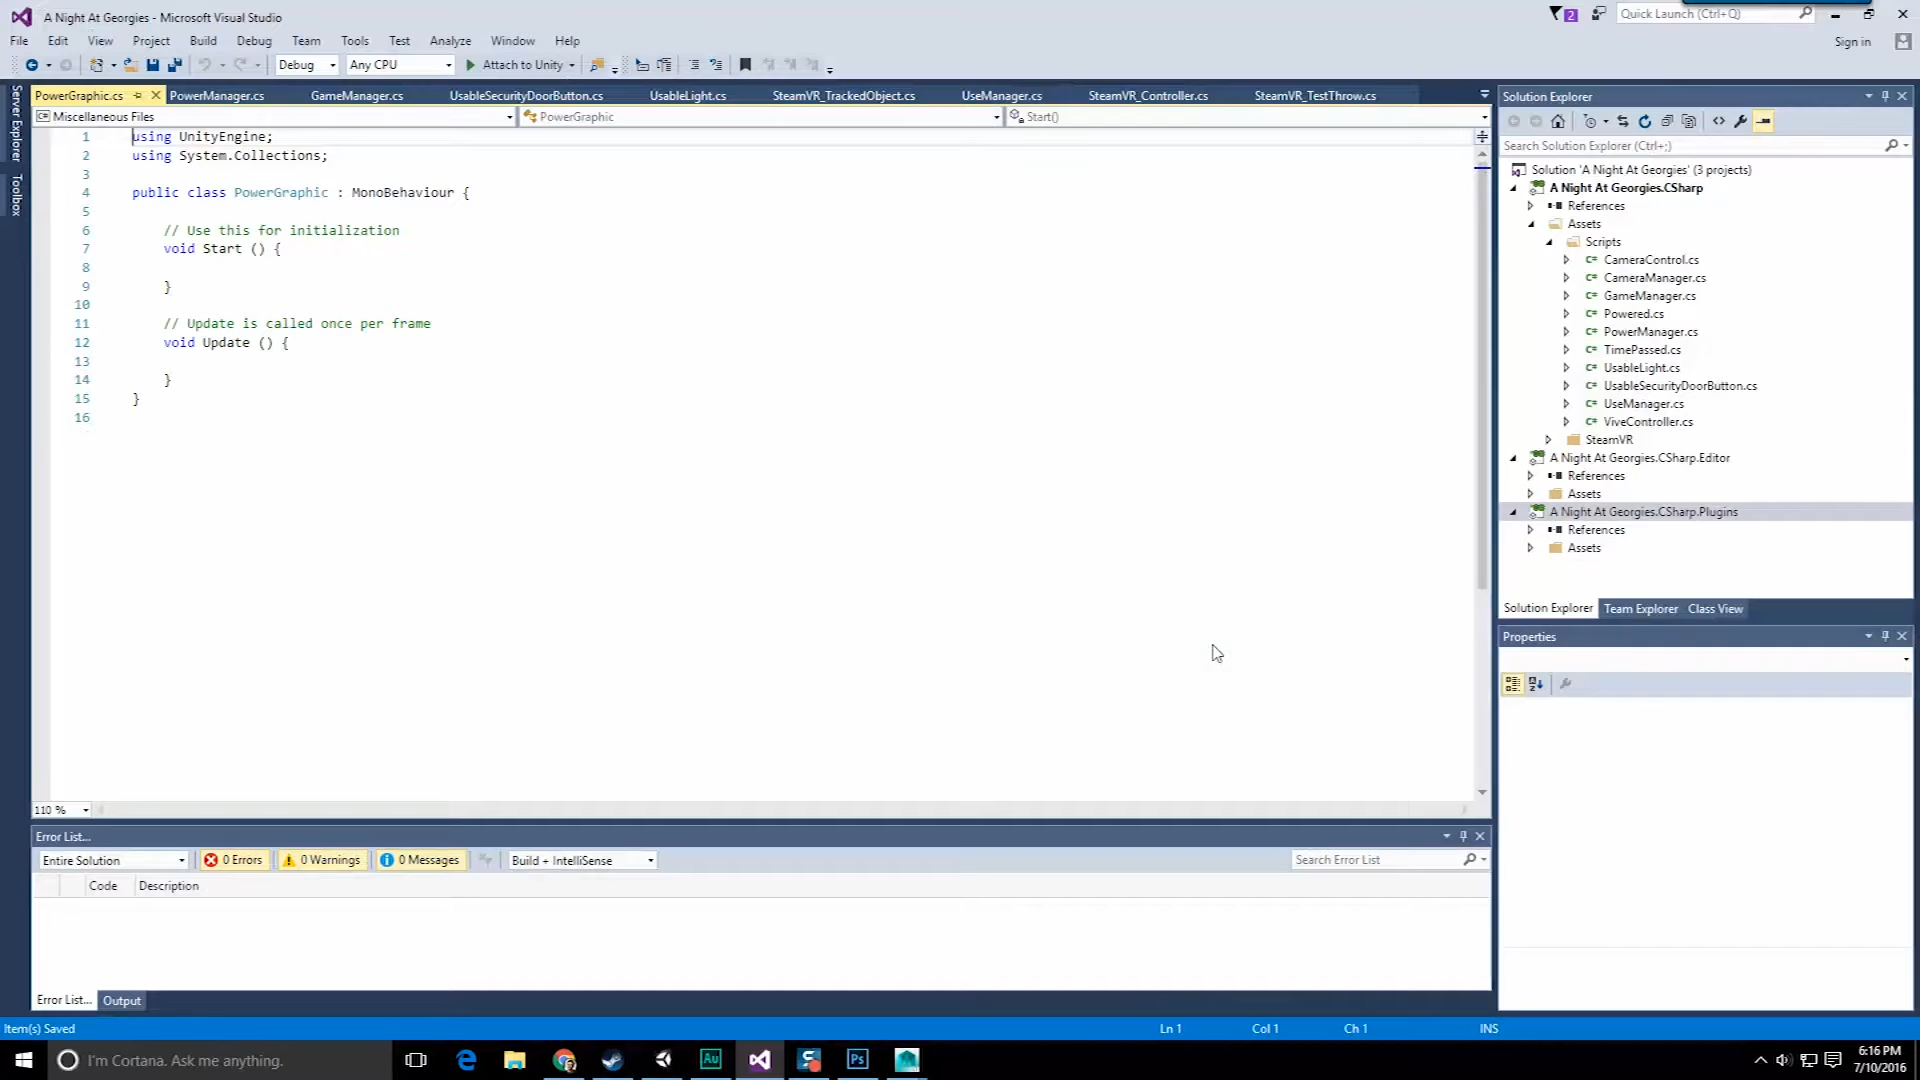 A Night At Georgies - Microsoft Visual Studio
2
Quick Launch (Ctrl+Q)
File Edit View Project Build Debug Team Tools Test Analyze Window Help
Sign in
Debug Any CPU Attach to Unity
Server Explorer
Toolbox
PowerGraphic.cs PowerManager.cs GameManager.cs UsableSecurityDoorButton.cs UsableLight.cs SteamVR_TrackedObject.cs UseManager.cs SteamVR_Controller.cs SteamVR_TestThrow.cs
Miscellaneous Files PowerGraphic Start()
1 using UnityEngine;
2 using System.Collections;
3
4 public class PowerGraphic : MonoBehaviour {
5
6 // Use this for initialization
7 void Start () {
8
9 }
10
11 // Update is called once per frame
12 void Update () {
13
14 }
15 }
16
110 %
Solution Explorer
Search Solution Explorer (Ctrl+;)
Solution 'A Night At Georgies' (3 projects)
A Night At Georgies.CSharp
References
Assets
Scripts
C# CameraControl.cs
C# CameraManager.cs
C# GameManager.cs
C# Powered.cs
C# PowerManager.cs
C# TimePassed.cs
C# UsableLight.cs
C# UsableSecurityDoorButton.cs
C# UseManager.cs
C# ViveController.cs
SteamVR
A Night At Georgies.CSharp.Editor
References
Assets
A Night At Georgies.CSharp.Plugins
References
Assets
Solution Explorer Team Explorer Class View
Properties
Error List...
Entire Solution 0 Errors 0 Warnings 0 Messages Build + IntelliSense Search Error List
Code Description
Error List... Output
Item(s) Saved Ln 1 Col 1 Ch 1 INS
I'm Cortana. Ask me anything.
Au
Ps
6:16 PM
7/10/2016